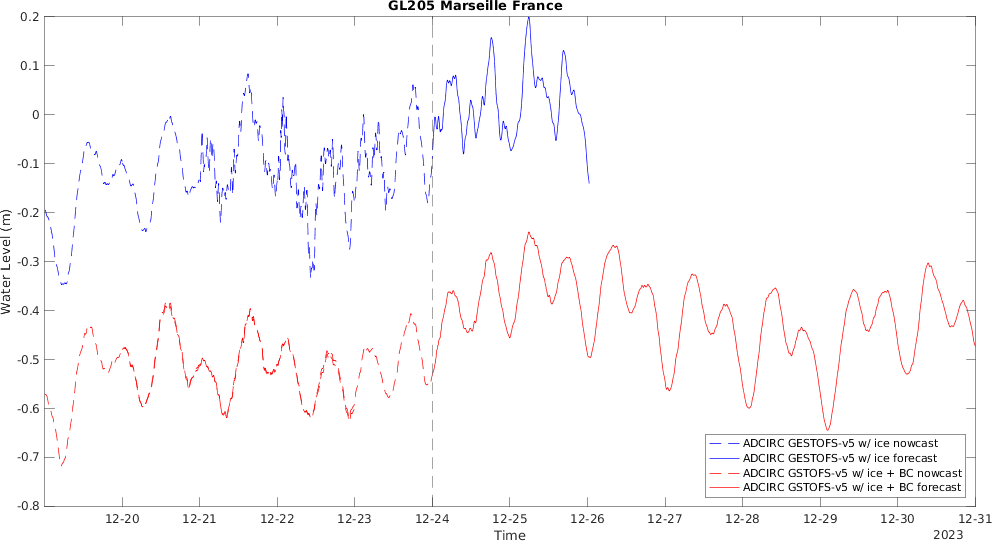 GL205 Marseille France
0.2
0.1
0
-0.1
-0.2
-0.3
-0.4
-0.5
-0.6
-0.7
-0.8
Water Level (m)
ADCIRC GESTOFS-v5 w/ ice nowcast
ADCIRC GESTOFS-v5 w/ ice forecast
ADCIRC GSTOFS-v5 w/ ice + BC nowcast
ADCIRC GSTOFS-v5 w/ ice + BC forecast
12-20 12-21 12-22 12-23 12-24 12-25 12-26 12-27 12-28 12-29 12-30 12-31
Time
2023